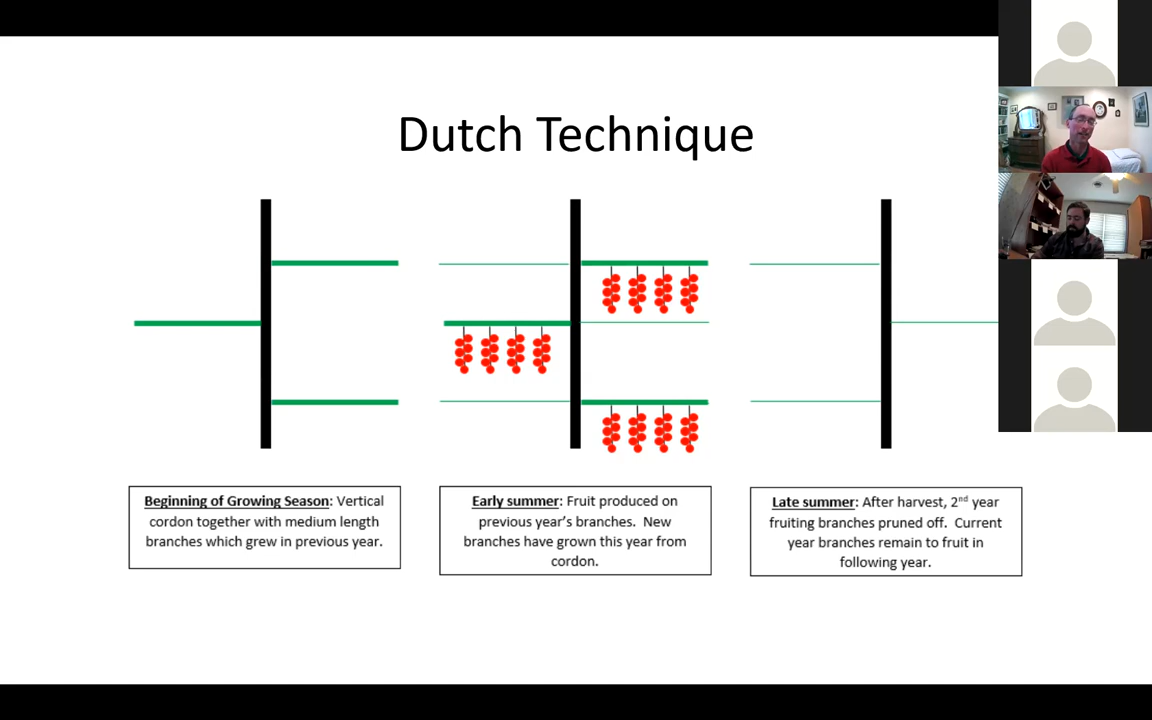 Dutch Technique
Beginning of Growing Season: Vertical
cordon together with medium length
branches which grew in previous year.
Early summer: Fruit produced on
previous year’s branches.  New
branches have grown this year from
cordon.
Late summer: After harvest, 2nd year
fruiting branches pruned off.  Current
year branches remain to fruit in
following year.